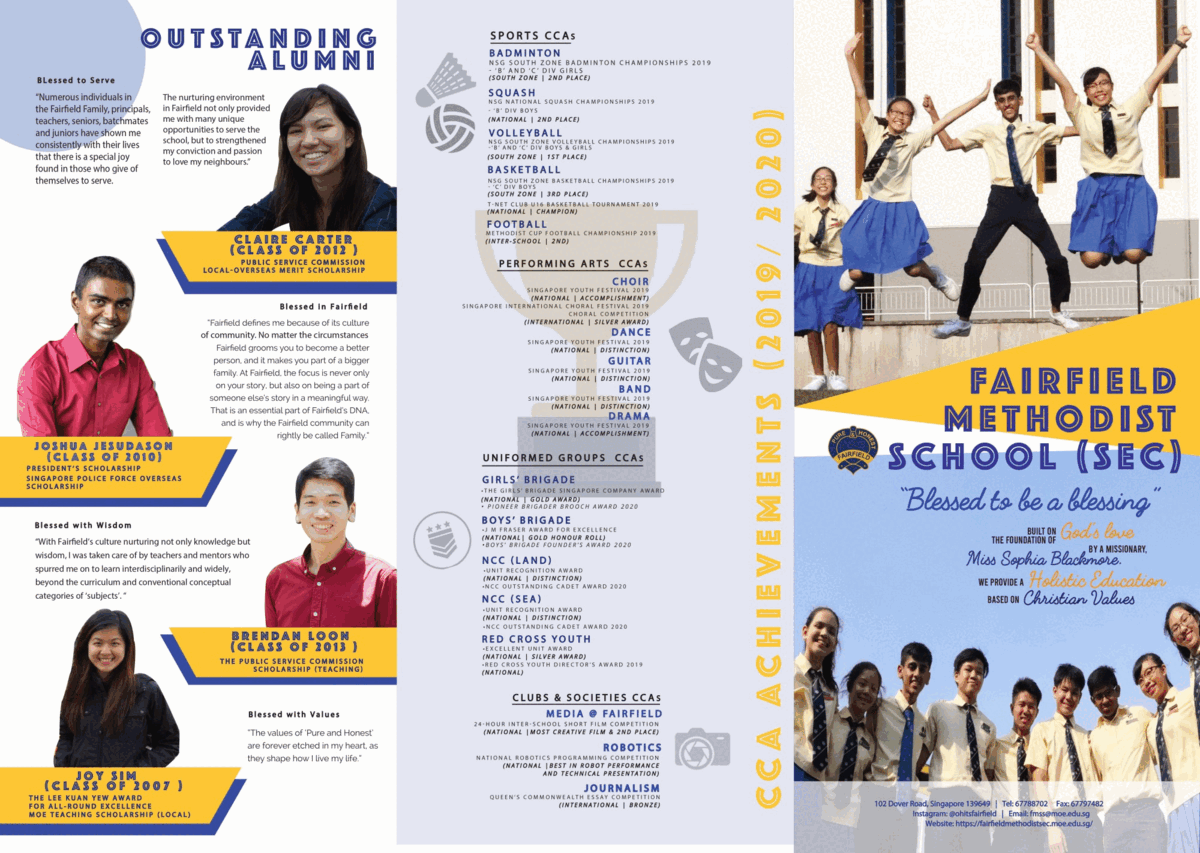 OUTSTANDING
ALUMNI
BLessed to Serve
"Numerous individuals in
the Fairfield Family, principals,
teachers, seniors, batchmates
and juniors have shown me
consistently with their lives
that there is a special joy
found in those who give of
themselves to serve.
The nurturing environment
in Fairfield not only provided
me with many unique
opportunities to serve the
school, but to strengthened
my conviction and passion
to love my neighbours."
CLAIRE CARTER
(CLASS OF 2012 )
PUBLIC SERVICE COMMISSION
LOCAL-OVERSEAS MERIT SCHOLARSHIP
Blessed in Fairfield
"Fairfield defines me because of its culture
of community. No matter the circumstances
Fairfield grooms you to become a better
person, and it makes you part of a bigger
family. At Fairfield, the focus is never only
on your story, but also on being a part of
someone else's story in a meaningful way.
That is an essential part of Fairfield's DNA,
and is why the Fairfield community can
rightly be called Family."
JOSHUA JESUDASON
(CLASS OF 2010)
PRESIDENT'S SCHOLARSHIP
SINGAPORE POLICE FORCE OVERSEAS
SCHOLARSHIP
Blessed with Wisdom
"With Fairfield's culture nurturing not only knowledge but
wisdom, I was taken care of by teachers and mentors who
spurred me on to learn interdisciplinarily and widely,
beyond the curriculum and conventional conceptual
categories of 'subjects'. "
BRENDAN LOON
(CLASS OF 2013 )
THE PUBLIC SERVICE COMMISSION
SCHOLARSHIP (TEACHING)
Blessed with Values
"The values of 'Pure and Honest'
are forever etched in my heart, as
they shape how I live my life."
JOY SIM
(CLASS OF 2007 )
THE LEE KUAN YEW AWARD
FOR ALL-ROUND EXCELLENCE
MOE TEACHING SCHOLARSHIP (LOCAL)
SPORTS CCAs
BADMINTON
NSG SOUTH ZONE BADMINTON CHAMPIONSHIPS 2019
- 'B' AND 'C' DIV GIRLS
(SOUTH ZONE | 2ND PLACE)
SQUASH
NSG NATIONAL SQUASH CHAMPIONSHIPS 2019
-'B' DIV BOYS
(NATIONAL | 2ND PLACE)
VOLLEYBALL
NSG SOUTH ZONE VOLLEYBALL CHAMPIONSHIPS 2019
-'B' AND 'C' DIV BOYS & GIRLS
(SOUTH ZONE | 1ST PLACE)
BASKETBALL
NSG SOUTH ZONE BASKETBALL CHAMPIONSHIPS 2019
- 'C' DIV BOYS
(SOUTH ZONE | 3RD PLACE)
T-NET CLUB U16 BASKETBALL TOURNAMENT 2019
(NATIONAL | CHAMPION)
FOOTBALL
METHODIST CUP FOOTBALL CHAMPIONSHIP 2019
(INTER-SCHOOL | 2ND)
PERFORMING ARTS CCAs
CHOIR
SINGAPORE YOUTH FESTIVAL 2019
(NATIONAL | ACCOMPLISHMENT)
SINGAPORE INTERNATIONAL CHORAL FESTIVAL 2019
CHORAL COMPETITION
(INTERNATIONAL | SILVER AWARD)
DANCE
SINGAPORE YOUTH FESTIVAL 2019
(NATIONAL | DISTINCTION)
GUITAR
SINGAPORE YOUTH FESTIVAL 2019
(NATIONAL | DISTINCTION)
BAND
SINGAPORE YOUTH FESTIVAL 2019
(NATIONAL | DISTINCTION)
DRAMA
SINGAPORE YOUTH FESTIVAL 2019
(NATIONAL | ACCOMPLISHMENT)
UNIFORMED GROUPS CCAs
GIRLS' BRIGADE
•THE GIRLS' BRIGADE SINGAPORE COMPANY AWARD
(NATIONAL | GOLD AWARD)
• PIONEER BRIGADER BROOCH AWARD 2020
BOYS' BRIGADE
•J M FRASER AWARD FOR EXCELLENCE
(NATIONAL| GOLD HONOUR ROLL)
•BOYS' BRIGADE FOUNDER'S AWARD 2020
NCC (LAND)
•UNIT RECOGNITION AWARD
(NATIONAL | DISTINCTION)
•NCC OUTSTANDING CADET AWARD 2020
NCC (SEA)
•UNIT RECOGNITION AWARD
(NATIONAL | DISTINCTION)
•NCC OUTSTANDING CADET AWARD 2020
RED CROSS YOUTH
•EXCELLENT UNIT AWARD
(NATIONAL | SILVER AWARD)
•RED CROSS YOUTH DIRECTOR'S AWARD 2019
(NATIONAL)
CLUBS & SOCIETIES CCAs
MEDIA @ FAIRFIELD
24-HOUR INTER-SCHOOL SHORT FILM COMPETITION
(NATIONAL |MOST CREATIVE FILM & 2ND PLACE)
ROBOTICS
NATIONAL ROBOTICS PROGRAMMING COMPETITION
(NATIONAL |BEST IN ROBOT PERFORMANCE
AND TECHNICAL PRESENTATION)
JOURNALISM
QUEEN'S COMMONWEALTH ESSAY COMPETITION
(INTERNATIONAL | BRONZE)
CCA ACHIEVEMENTS (2019/ 2020)
FAIRFIELD
METHODIST
SCHOOL (SEC)
PURE HONEST
FAIRFIELD
"Blessed to be a blessing"
BUILT ON
THE FOUNDATION OF God's love
BY A MISSIONARY,
Miss Sophia Blackmore.
WE PROVIDE A Holistic Education
BASED ON Christian Values
102 Dover Road, Singapore 139649 | Tel: 67788702 Fax: 67797482
Instagram: @ohitsfairfield | Email: fmss@moe.edu.sg
Website: https://fairfieldmethodistsec.moe.edu.sg/